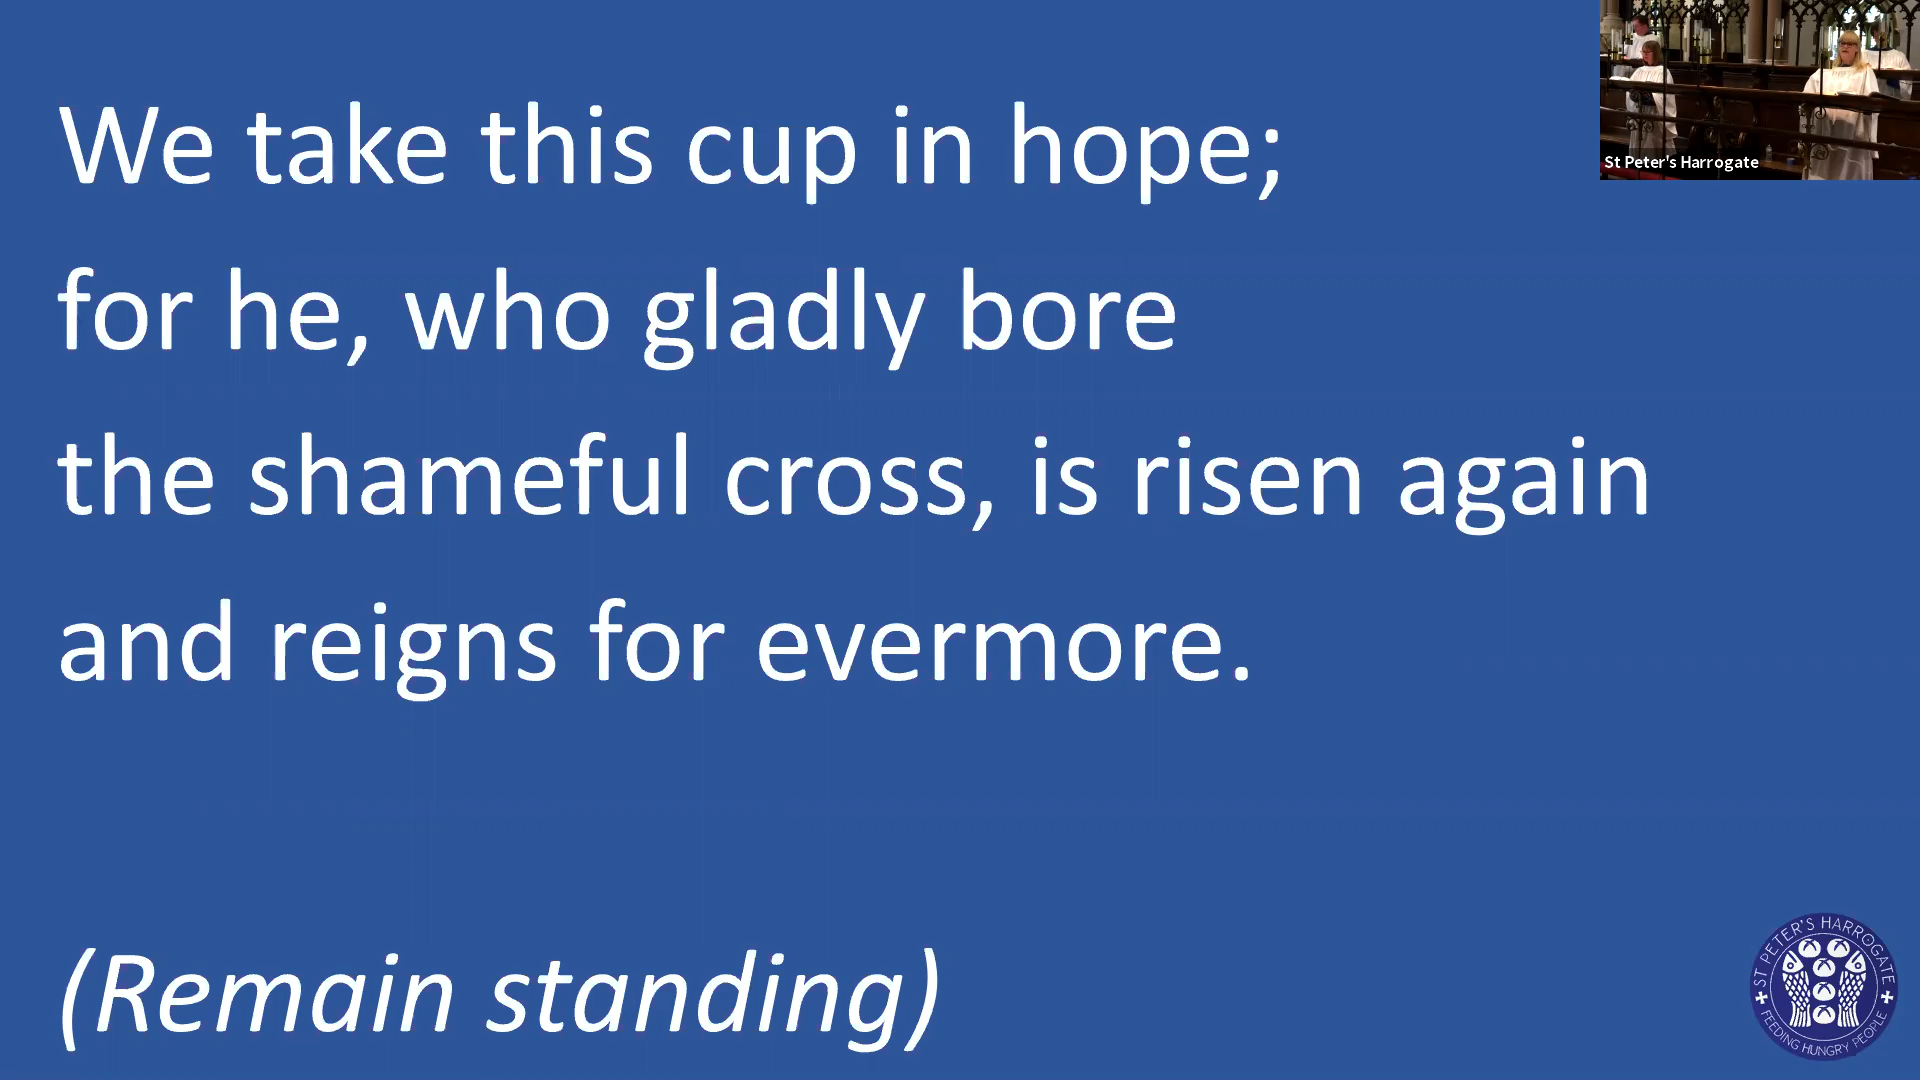 We take this cup in hope;
for he, who gladly bore
the shameful cross, is risen again
and reigns for evermore.
(Remain standing)
St Peter's Harrogate
ST PETER'S HARROGATE
FEEDING HUNGRY PEOPLE